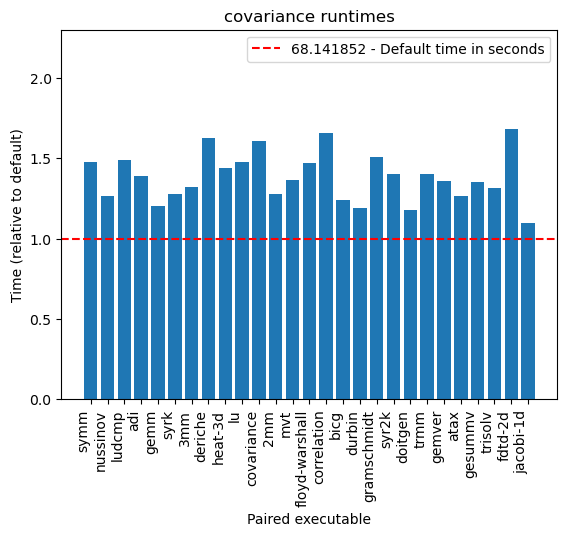 covariance runtimes
68.141852 - Default time in seconds
Time (relative to default)
2.0
1.5
1.0
0.5
0.0
symm
nussinov
ludcmp
adi
gemm
syrk
3mm
deriche
heat-3d
lu
covariance
2mm
mvt
floyd-warshall
correlation
bicg
durbin
gramschmidt
syr2k
doitgen
trmm
gemver
atax
gesummv
trisolv
fdtd-2d
jacobi-1d
Paired executable